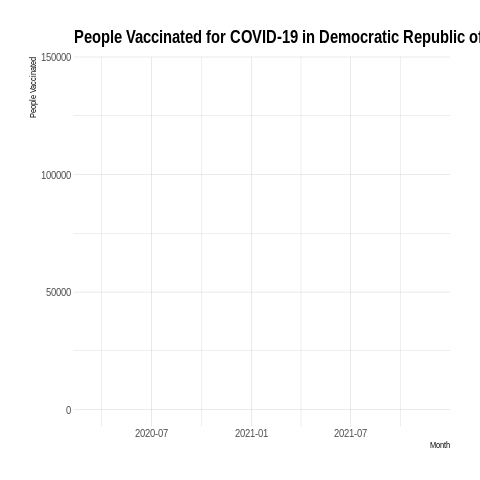 People Vaccinated for COVID-19 in Democratic Republic of
People Vaccinated
150000
100000
50000
0
2020-07 2021-01 2021-07
Month